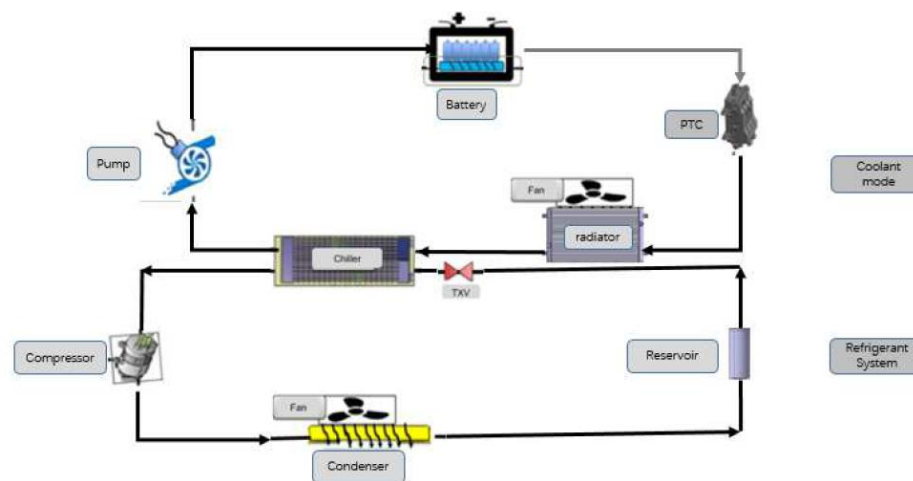 + -
Battery
PTC
Pump
Coolant
mode
Fan
radiator
Chiller
TXV
Compressor
Reservoir
Refrigerant
System
Fan
Condenser